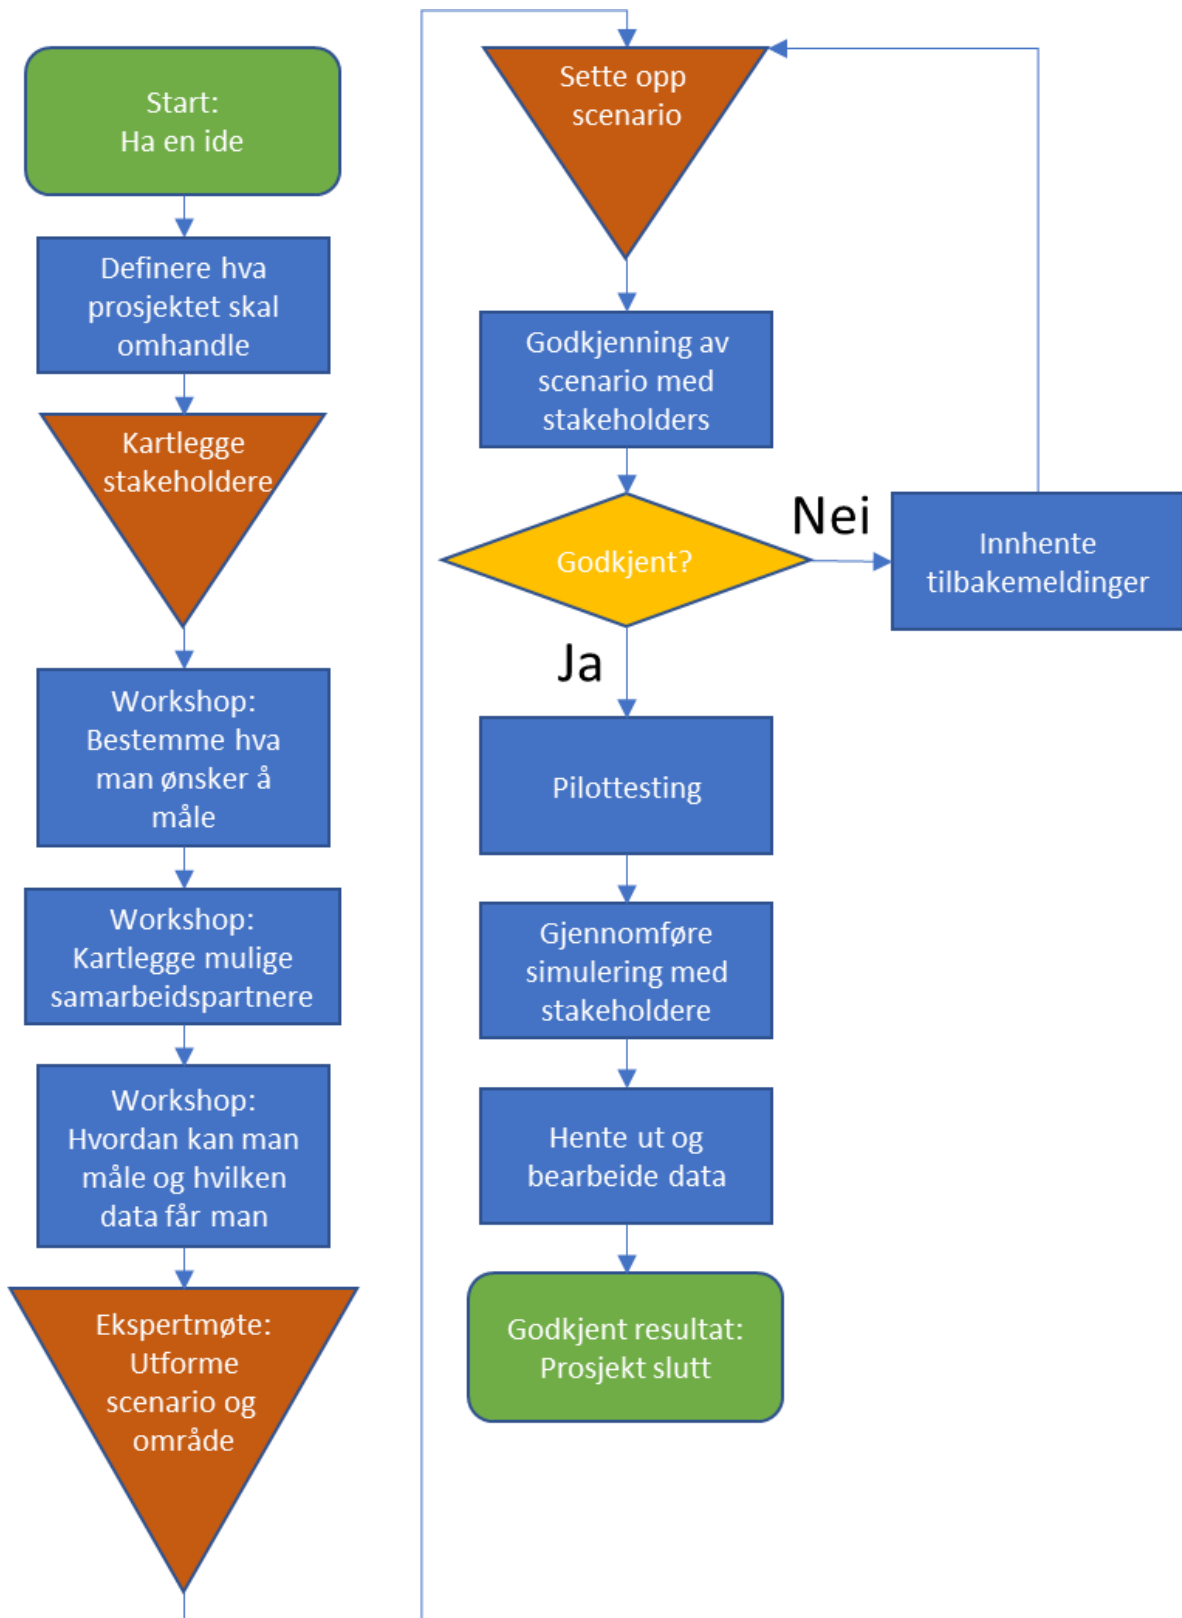 Start:
Ha en ide
Definere hva
prosjektet skal
omhandle
Kartlegge
stakeholdere
Workshop:
Bestemme hva
man ønsker å
måle
Workshop:
Kartlegge mulige
samarbeidspartnere
Workshop:
Hvordan kan man
måle og hvilken
data får man
Ekspertmøte:
Utforme
scenario og
område
Sette opp
scenario
Godkjenning av
scenario med
stakeholders
Godkjent?
Nei
Innhente
tilbakemeldinger
Ja
Pilottesting
Gjennomføre
simulering med
stakeholdere
Hente ut og
bearbeide data
Godkjent resultat:
Prosjekt slutt